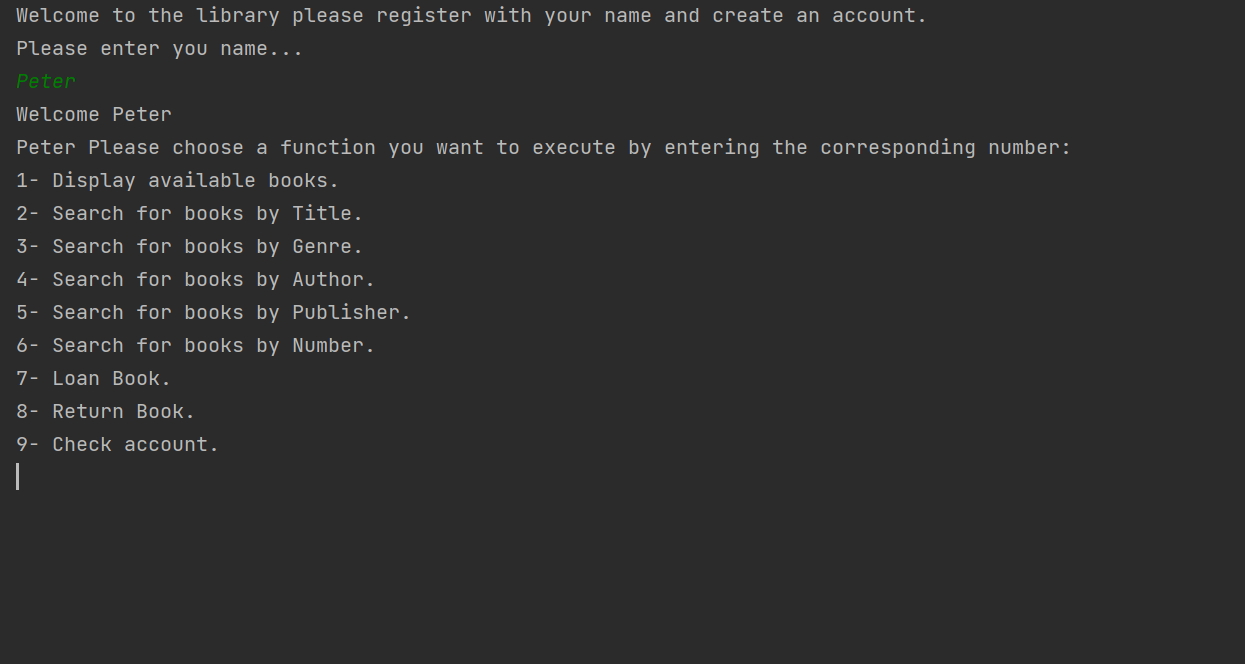 Welcome to the library please register with your name and create an account.
Please enter you name...
Peter
Welcome Peter
Peter Please choose a function you want to execute by entering the corresponding number:
1- Display available books.
2- Search for books by Title.
3- Search for books by Genre.
4- Search for books by Author.
5- Search for books by Publisher.
6- Search for books by Number.
7- Loan Book.
8- Return Book.
9- Check account.